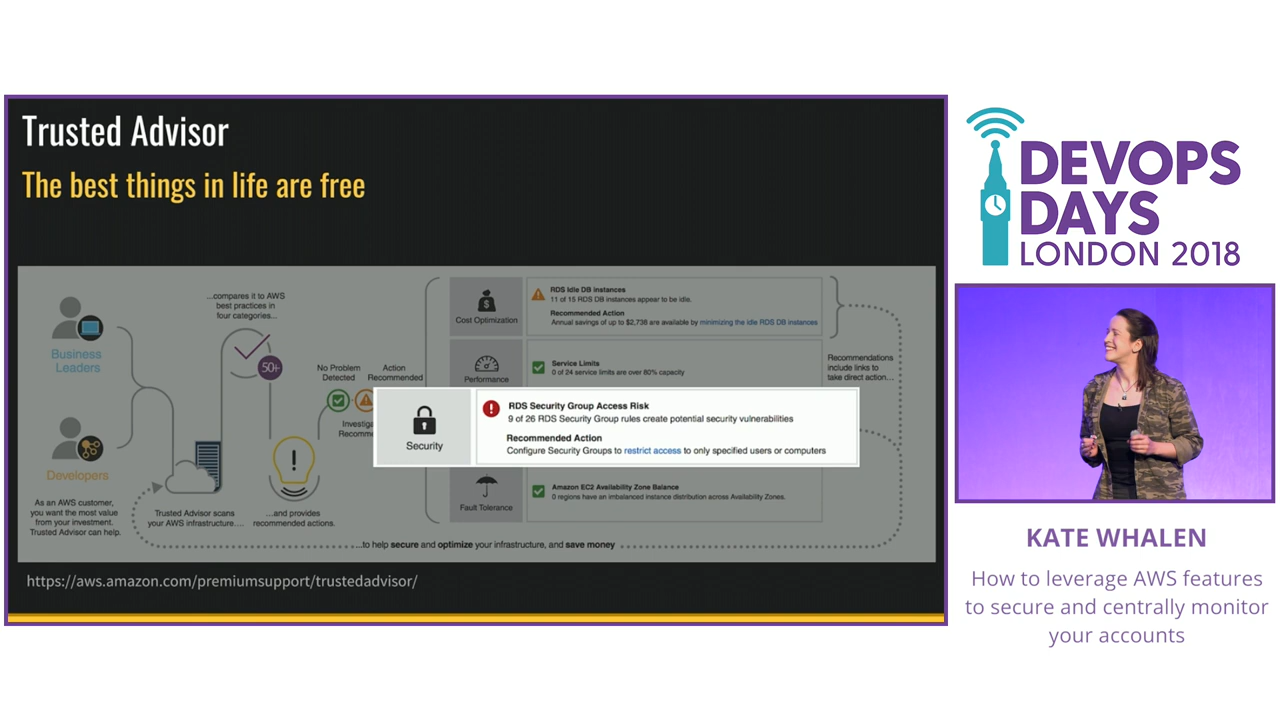 Trusted Advisor
The best things in life are free
...compares it to AWS
best practices in
four categories...
50+
Business
Leaders
Developers
As an AWS customer,
you want the most value
from your investment.
Trusted Advisor can help.
Trusted Advisor scans
your AWS infrastructure....
...and provides
recommended actions.
No Problem
Detected
Action
Recommended
Investiga
Recomme
Cost Optimization
RDS Idle DB instances
11 of 15 RDS DB instances appear to be idle.
Recommended Action
Annual savings of up to $2,738 are available by minimizing the idle RDS DB instances
Performance
Service Limits
0 of 24 service limits are over 80% capacity
Security
RDS Security Group Access Risk
9 of 26 RDS Security Group rules create potential security vulnerabilities
Recommended Action
Configure Security Groups to restrict access to only specified users or computers
Fault Tolerance
Amazon EC2 Availability Zone Balance
0 regions have an imbalanced instance distribution across Availability Zones.
Recommendations
include links to
take direct action...
...to help secure and optimize your infrastructure, and save money
https://aws.amazon.com/premiumsupport/trustedadvisor/
DEVOPS
DAYS
LONDON 2018
KATE WHALEN
How to leverage AWS features
to secure and centrally monitor
your accounts